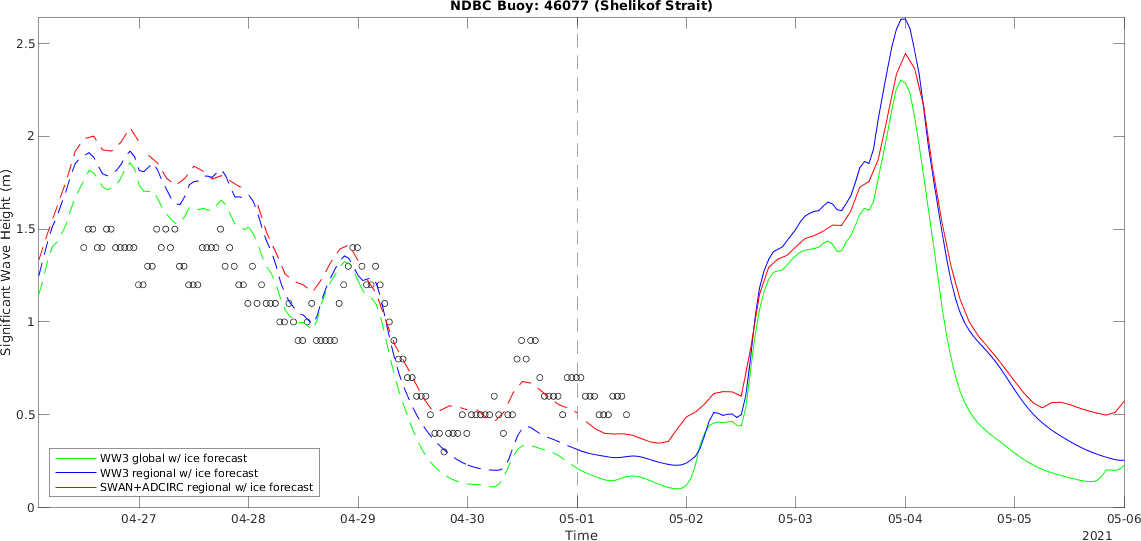 NDBC Buoy: 46077 (Shelikof Strait)
2.5
2
1.5
1
0.5
0
Significant Wave Height (m)
WW3 global w/ ice forecast
WW3 regional w/ ice forecast
SWAN+ADCIRC regional w/ ice forecast
04-27 04-28 04-29 04-30 05-01 05-02 05-03 05-04 05-05 05-06
Time
2021